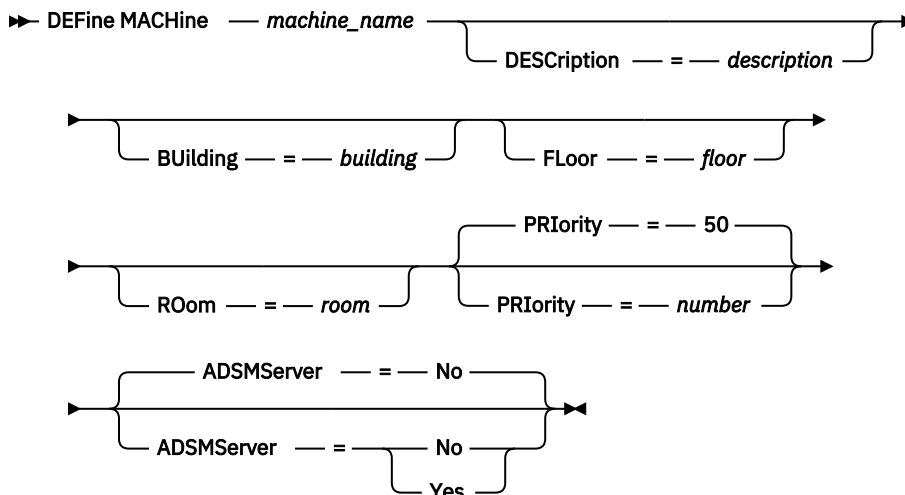 DEFine MACHine machine_name
DESCription = description
BUilding = building FLoor = floor
PRIority = 50
ROom = room PRIority = number
ADSMServer = No
ADSMServer = No
Yes